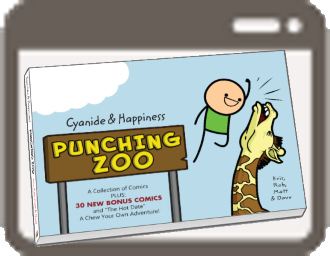 Cyanide & Happiness
PUNCHING
ZOO
A Collection of Comics
PLUS:
30 NEW BONUS COMICS
and "The Hot Date"
A Chew Your Own Adventure!
Eric,
Rob,
Matt
& Dave